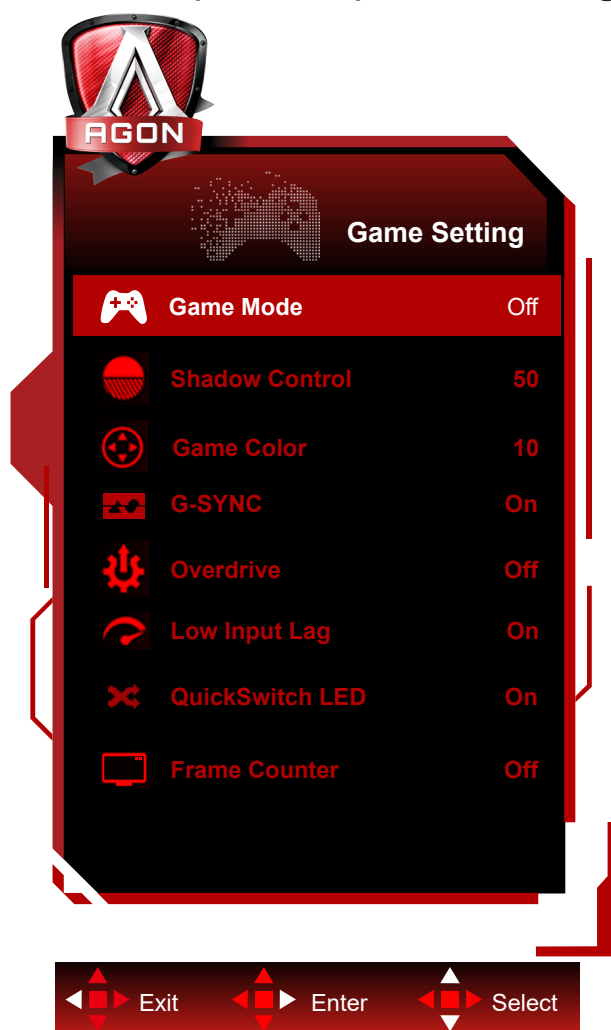 AGON
Game Setting
Game Mode Off
Shadow Control 50
Game Color 10
G-SYNC On
Overdrive Off
Low Input Lag On
QuickSwitch LED On
Frame Counter Off
Exit Enter Select